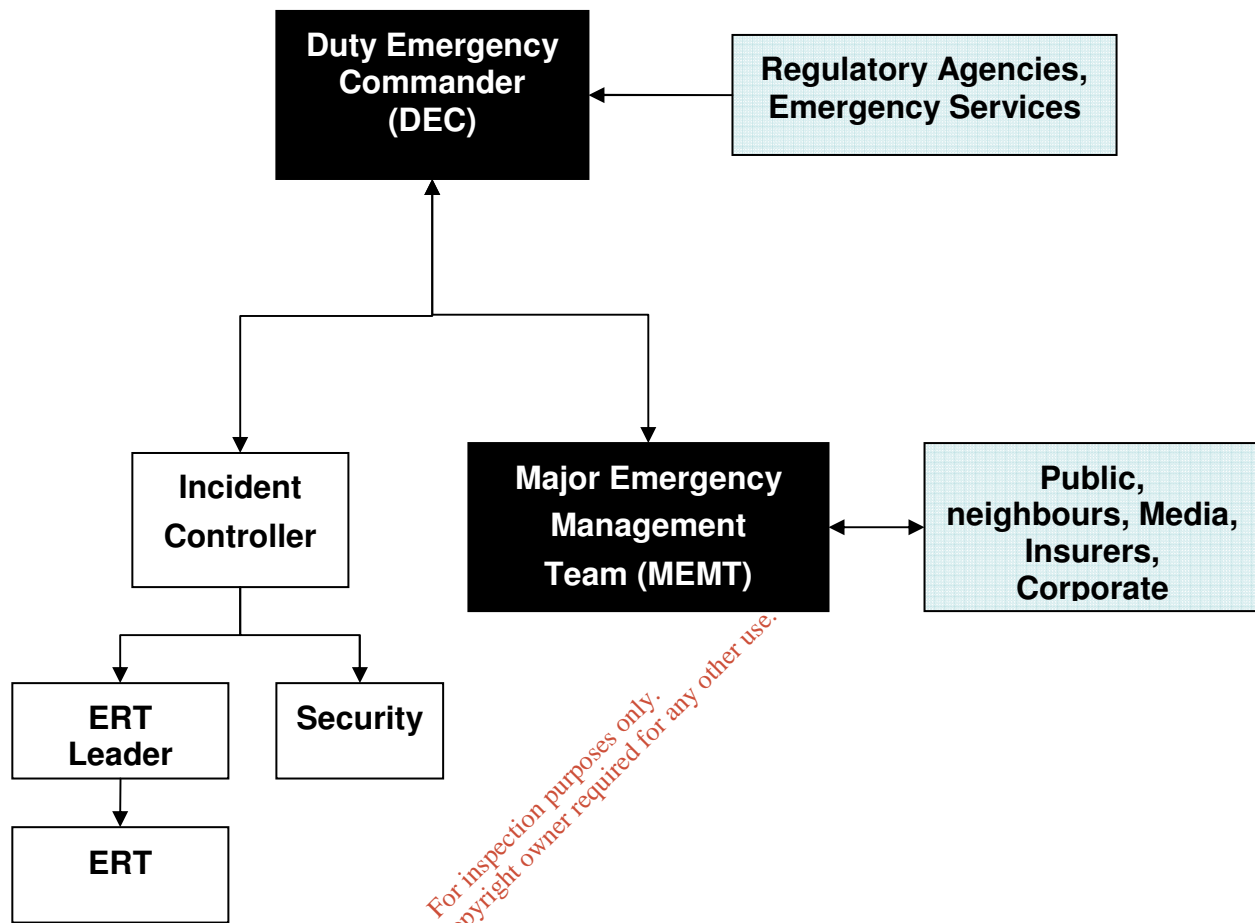 Duty Emergency
Commander
(DEC)
Regulatory Agencies,
Emergency Services
Incident
Controller
Major Emergency
Management
Team (MEMT)
Public,
neighbours, Media,
Insurers,
Corporate
ERT
Leader
Security
ERT
For inspection purposes only.
owner required for any other use.